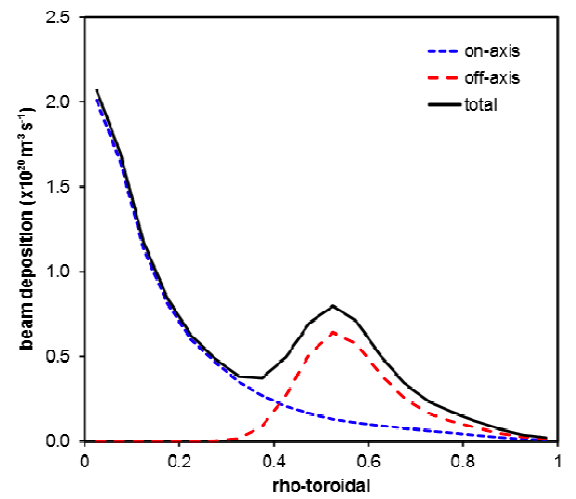 2.5
2.0
1.5
1.0
0.5
0.0
0
0.2
0.4
0.6
0.8
1
beam deposition (x10²⁰ m⁻³ s⁻¹)
rho-toroidal
on-axis
off-axis
total